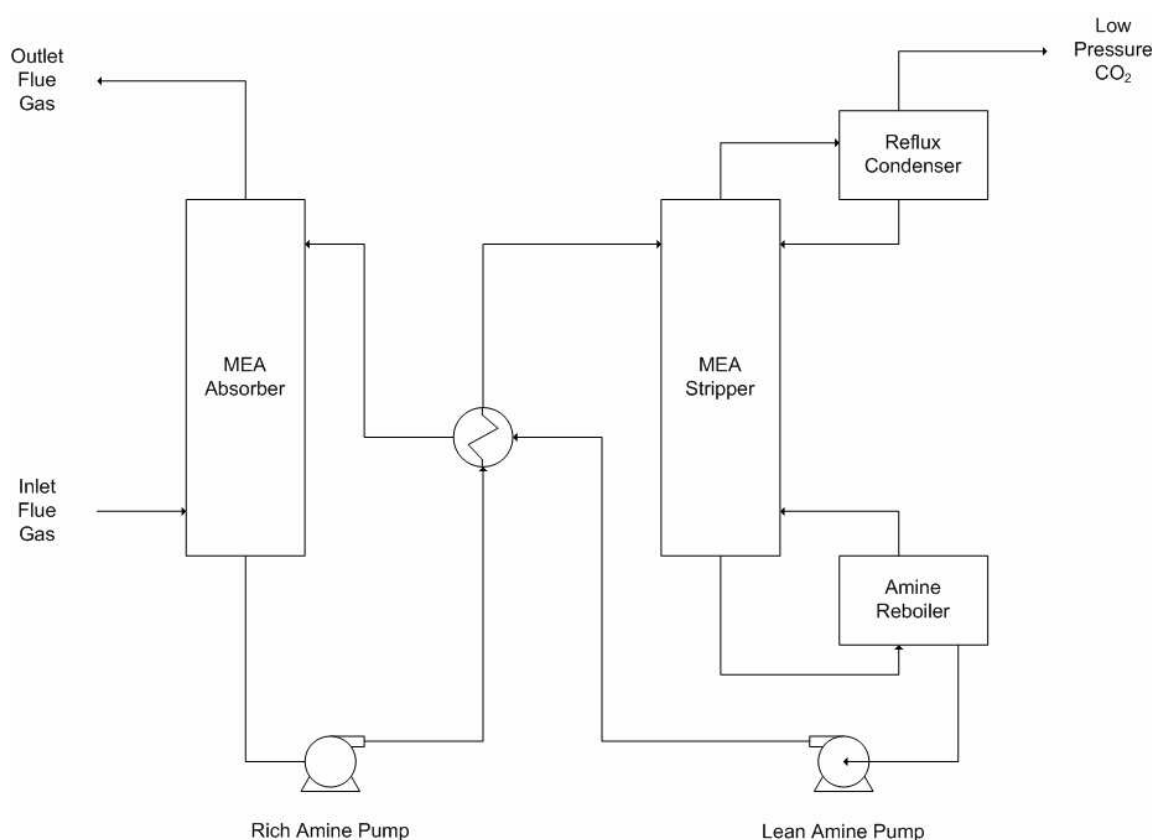 Outlet
Flue
Gas
Low
Pressure
CO₂
Reflux
Condenser
MEA
Absorber
MEA
Stripper
Inlet
Flue
Gas
Amine
Reboiler
Rich Amine Pump
Lean Amine Pump